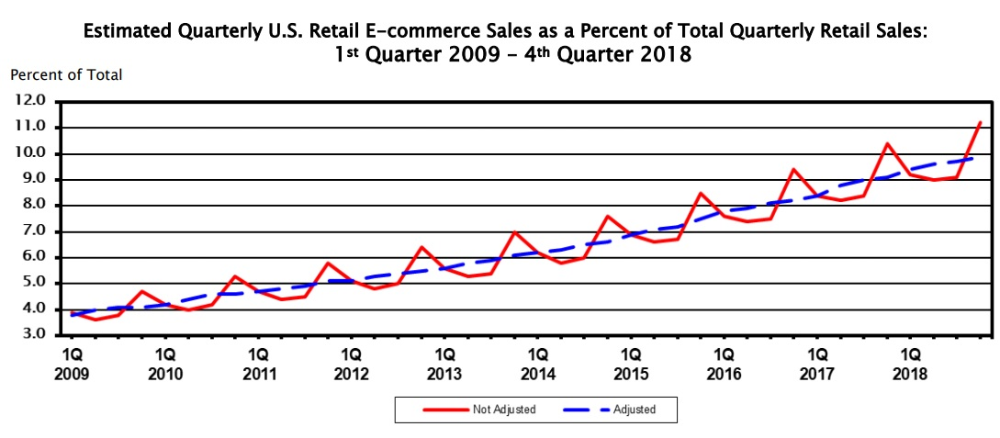 Estimated Quarterly U.S. Retail E-commerce Sales as a Percent of Total Quarterly Retail Sales:
1st Quarter 2009 – 4th Quarter 2018
Percent of Total
12.0
11.0
10.0
9.0
8.0
7.0
6.0
5.0
4.0
3.0
1Q 1Q 1Q 1Q 1Q 1Q 1Q 1Q 1Q 1Q
2009 2010 2011 2012 2013 2014 2015 2016 2017 2018
Not Adjusted Adjusted